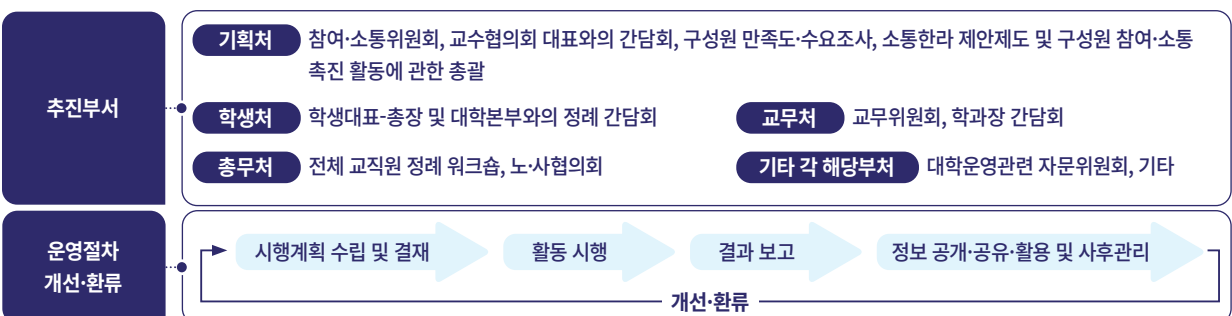 추진부서
기획처 참여·소통위원회, 교수협의회 대표와의 간담회, 구성원 만족도·수요조사, 소통한라 제안제도 및 구성원 참여·소통
촉진 활동에 관한 총괄
학생처 학생대표-총장 및 대학본부와의 정례 간담회
교무처 교무위원회, 학과장 간담회
총무처 전체 교직원 정례 워크숍, 노·사협의회
기타 각 해당부처 대학운영관련 자문위원회, 기타
운영절차
개선·환류
시행계획 수립 및 결재
활동 시행
결과 보고
정보 공개·공유·활용 및 사후관리
개선·환류